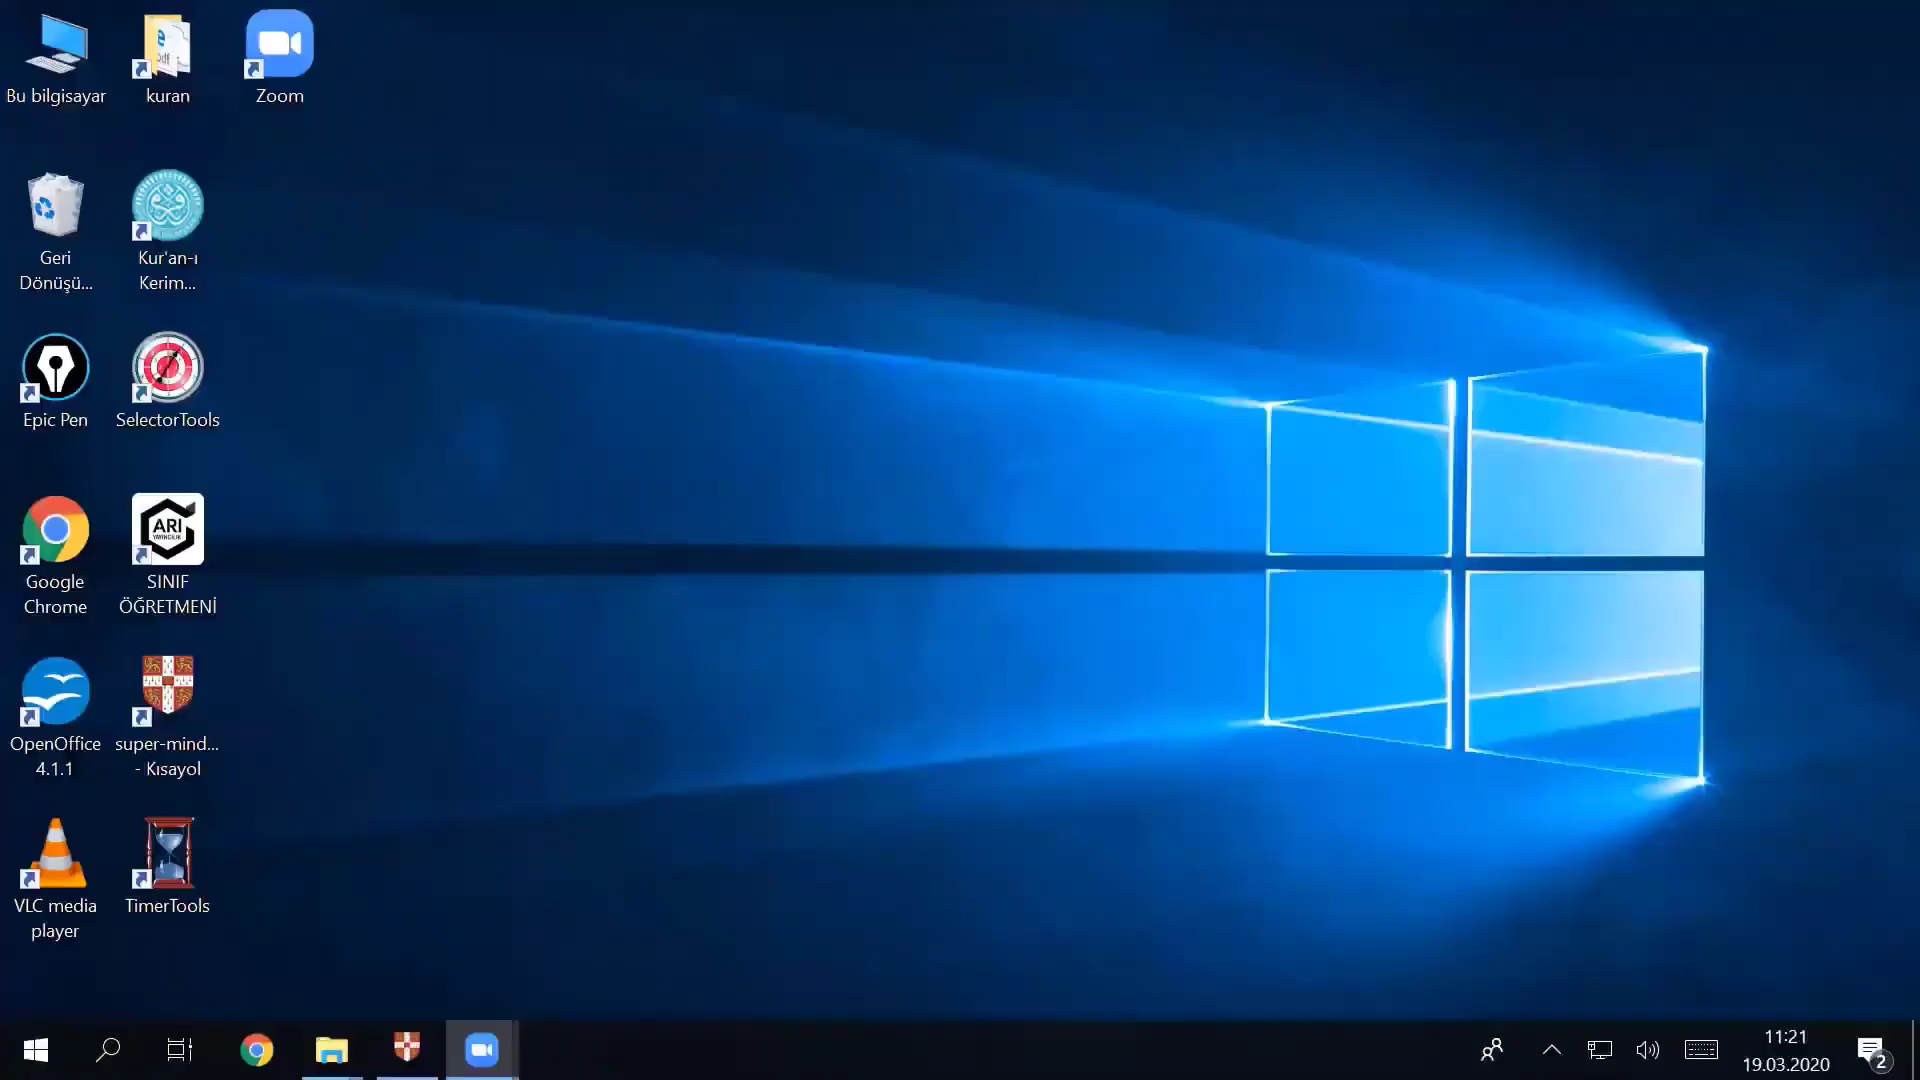 Bu bilgisayar
kuran
Zoom
Geri
Dönüşü...
Kur'an-ı
Kerim...
Epic Pen
SelectorTools
Google
Chrome
ARI
YAYINCILIK
SINIF
ÖĞRETMENİ
OpenOffice
4.1.1
super-mind...
- Kısayol
VLC media
player
TimerTools
11:21
19.03.2020
2